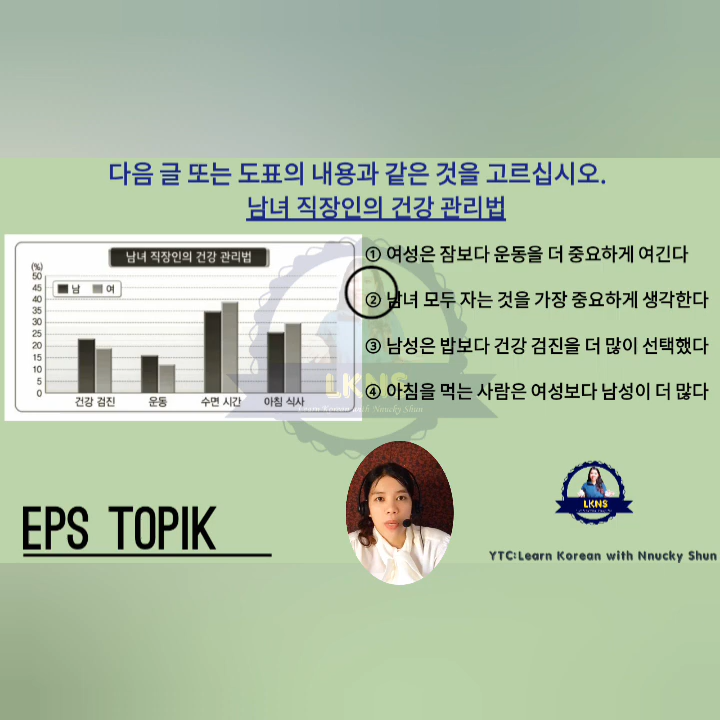 다음 글 또는 도표의 내용과 같은 것을 고르십시오.
남녀 직장인의 건강 관리법
남녀 직장인의 건강 관리법
(%)
남 여
50
45
40
35
30
25
20
15
10
5
0
건강 검진 운동 수면 시간 아침 식사
① 여성은 잠보다 운동을 더 중요하게 여긴다
② 남녀 모두 자는 것을 가장 중요하게 생각한다
③ 남성은 밥보다 건강 검진을 더 많이 선택했다
④ 아침을 먹는 사람은 여성보다 남성이 더 많다
LKNS
Learn Korean with Nnucky Shun
EPS TOPIK
LKNS
YTC:Learn Korean with Nnucky Shun